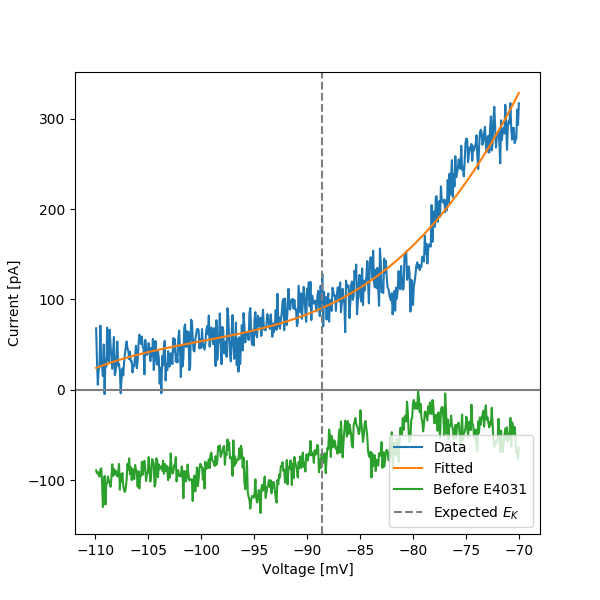 300
200
100
0
−100
Current [pA]
−110
−105
−100
−95
−90
−85
−80
−75
−70
Voltage [mV]
Data
Fitted
Before E4031
Expected E_K